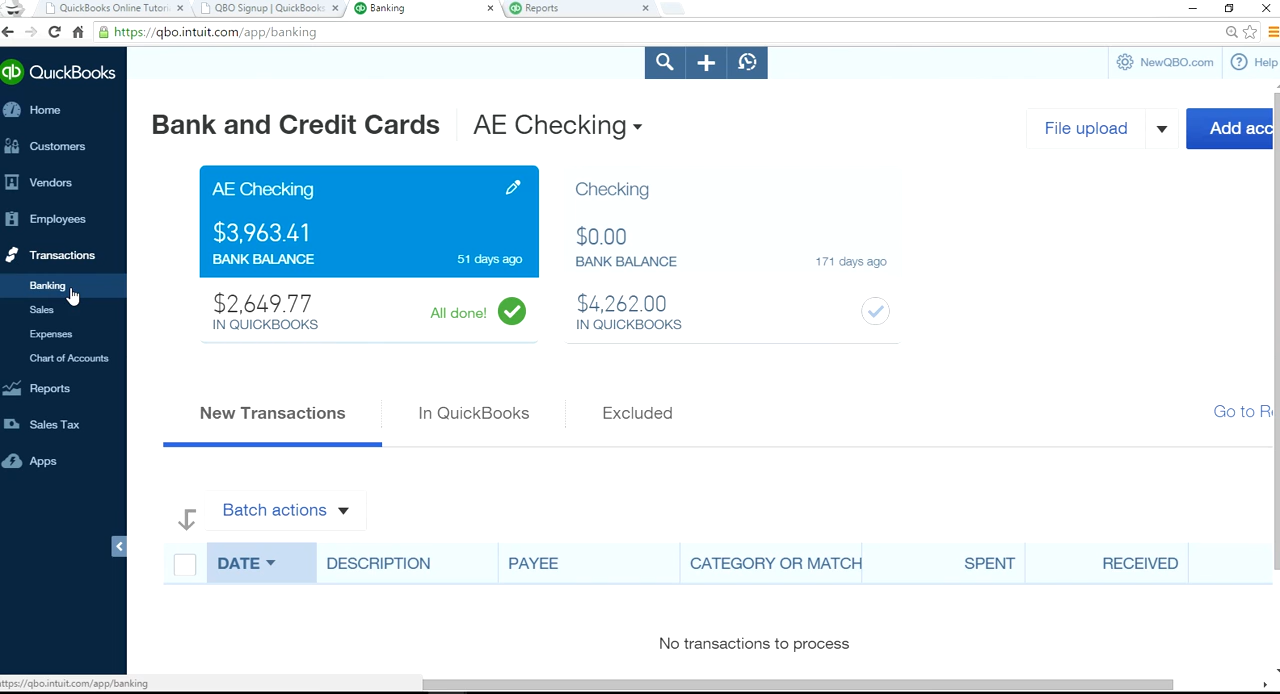 QuickBooks Online Tutori
QBO Signup | QuickBooks
Banking
Reports
https://qbo.intuit.com/app/banking
qb QuickBooks
NewQBO.com
Help
Home
Customers
Vendors
Employees
Transactions
Banking
Sales
Expenses
Chart of Accounts
Reports
Sales Tax
Apps
Bank and Credit Cards
AE Checking
File upload
Add acc
AE Checking
$3,963.41
BANK BALANCE
51 days ago
$2,649.77
IN QUICKBOOKS
All done!
Checking
$0.00
BANK BALANCE
171 days ago
$4,262.00
IN QUICKBOOKS
New Transactions
In QuickBooks
Excluded
Go to Re
Batch actions
DATE
DESCRIPTION
PAYEE
CATEGORY OR MATCH
SPENT
RECEIVED
No transactions to process
ttps://qbo.intuit.com/app/banking